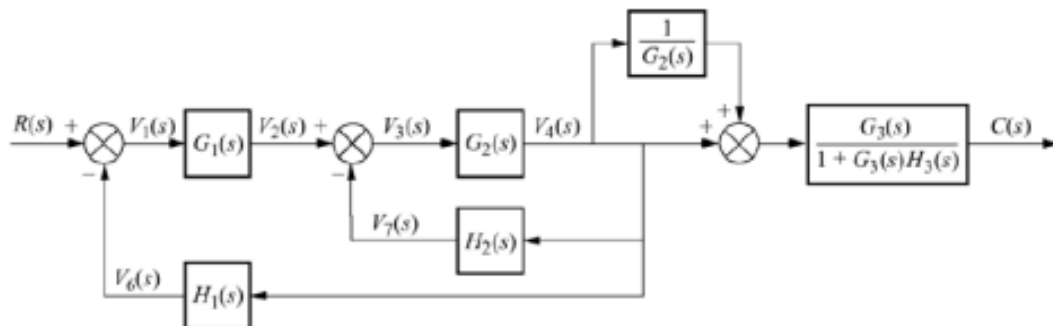 1
G₂(s)
R(s) +
V₁(s)
G₁(s)
V₂(s) +
V₃(s)
G₂(s)
V₄(s)
+
+
G₃(s)
1 + G₃(s)H₃(s)
C(s)
−
−
V₇(s)
H₂(s)
V₆(s)
H₁(s)